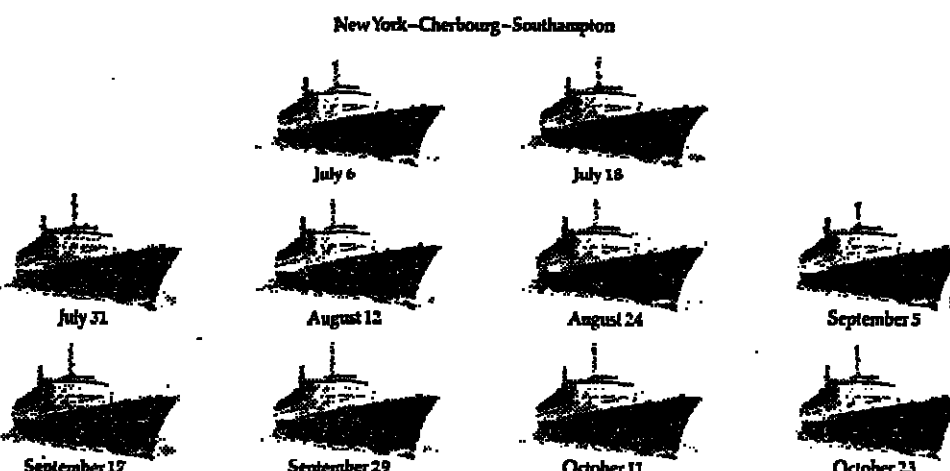 New York–Cherbourg–Southampton
July 6
July 18
July 31
August 12
August 24
September 5
September 17
September 29
October 11
October 23